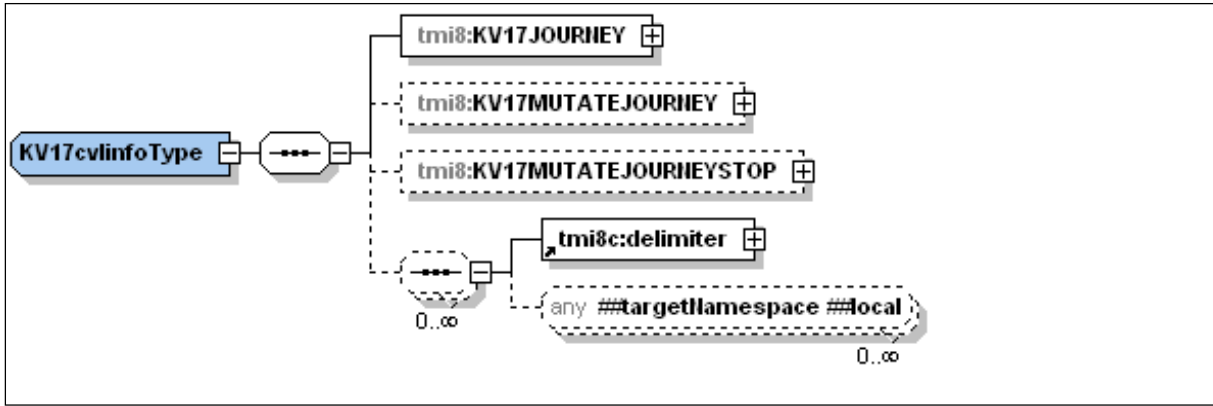 tmi8:KV17JOURNEY
tmi8:KV17MUTATEJOURNEY
KV17cvlinfoType
tmi8:KV17MUTATEJOURNEYSTOP
tmi8c:delimiter
any ##targetNamespace ##local
0..∞
0..∞